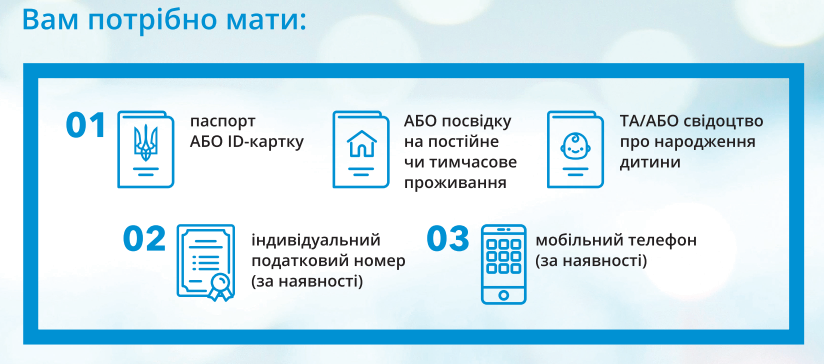 Вам потрібно мати:
01
паспорт
АБО ID-картку
АБО посвідку
на постійне
чи тимчасове
проживання
ТА/АБО свідоцтво
про народження
дитини
02
індивідуальний
податковий номер
(за наявності)
03
мобільний телефон
(за наявності)